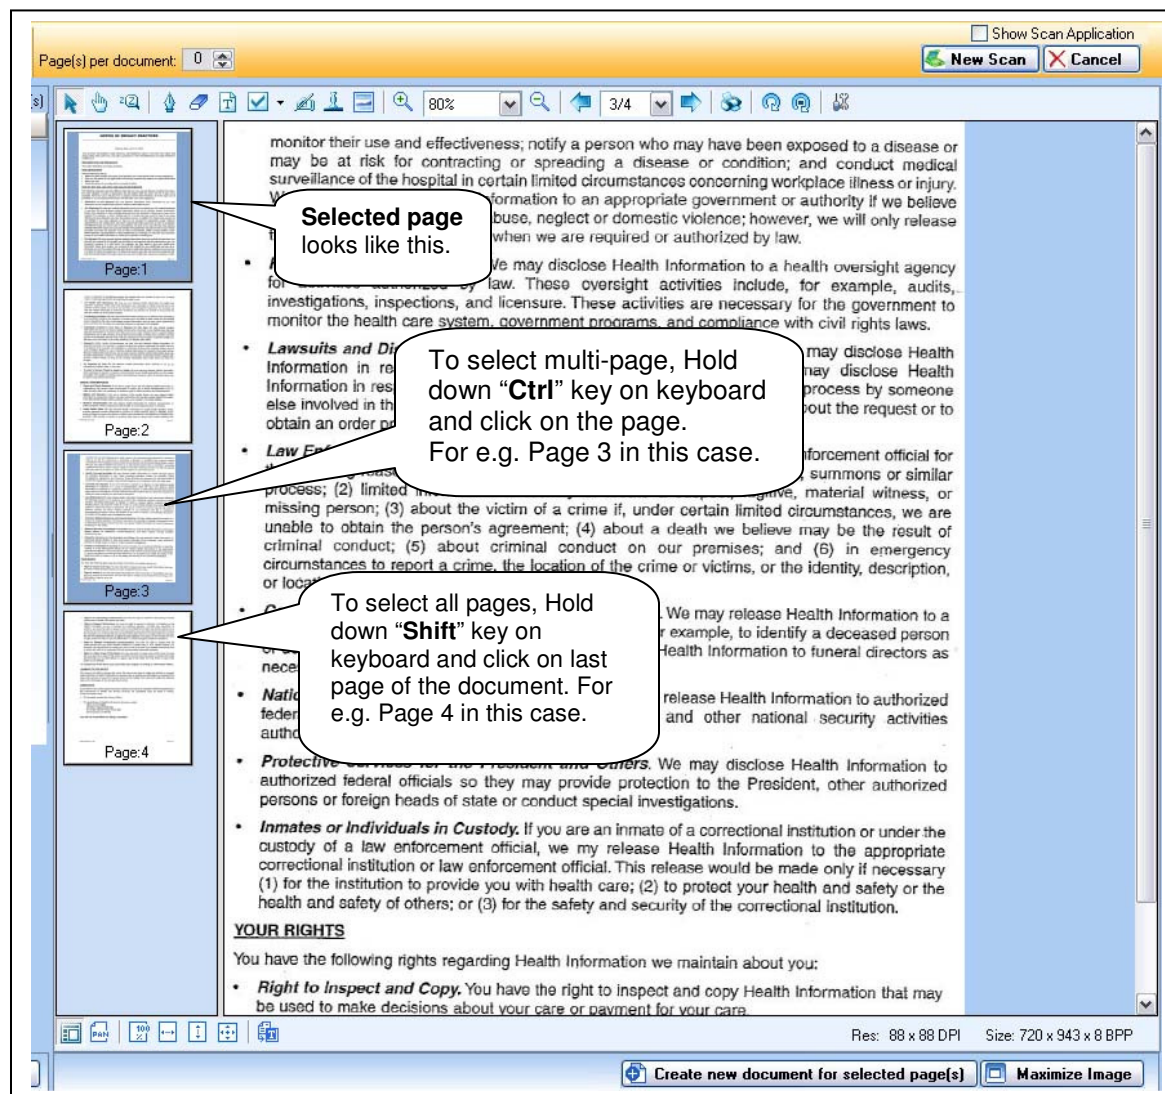 Show Scan Application
Page(s) per document: 0
New Scan
Cancel
80%
3/4
Page:1
Page:2
Page:3
Page:4
Selected page
looks like this.
To select multi-page, Hold
down “Ctrl” key on keyboard
and click on the page.
For e.g. Page 3 in this case.
To select all pages, Hold
down “Shift” key on
keyboard and click on last
page of the document. For
e.g. Page 4 in this case.
monitor their use and effectiveness; notify a person who may have been exposed to a disease or
may be at risk for contracting or spreading a disease or condition; and conduct medical
surveillance of the hospital in certain limited circumstances concerning workplace illness or injury.
formation to an appropriate government or authority if we believe
buse, neglect or domestic violence; however, we will only release
when we are required or authorized by law.
We may disclose Health Information to a health oversight agency
for activities authorized by law. These oversight activities include, for example, audits,
investigations, inspections, and licensure. These activities are necessary for the government to
monitor the health care system, government programs, and compliance with civil rights laws.
• Lawsuits and Di may disclose Health
Information in re may disclose Health
Information in res process by someone
else involved in th out the request or to
obtain an order pr
• Law Enf nforcement official for
summons or similar
process; (2) limited material witness, or
missing person; (3) about the victim of a crime if, under certain limited circumstances, we are
unable to obtain the person's agreement; (4) about a death we believe may be the result of
criminal conduct; (5) about criminal conduct on our premises; and (6) in emergency
circumstances to report a crime, the location of the crime or victims, or the identity, description,
or locat
• We may release Health Information to a
r example, to identify a deceased person
Health Information to funeral directors as
nece
• Natio release Health Information to authorized
feder and other national security activities
autho
• Protective Services for the President and Others. We may disclose Health Information to
authorized federal officials so they may provide protection to the President, other authorized
persons or foreign heads of state or conduct special investigations.
• Inmates or Individuals in Custody. If you are an inmate of a correctional institution or under the
custody of a law enforcement official, we my release Health Information to the appropriate
correctional institution or law enforcement official. This release would be made only if necessary
(1) for the institution to provide you with health care; (2) to protect your health and safety or the
health and safety of others; or (3) for the safety and security of the correctional institution.
YOUR RIGHTS
You have the following rights regarding Health Information we maintain about you:
• Right to Inspect and Copy. You have the right to inspect and copy Health Information that may
be used to make decisions about your care or payment for your care.
Res: 88 x 88 DPI Size: 720 x 943 x 8 BPP
Create new document for selected page(s)
Maximize Image